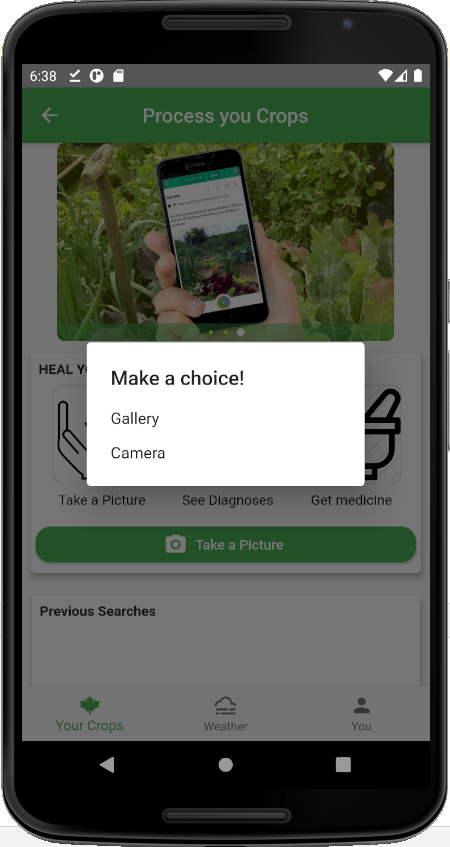 6:38
Process you Crops
HEAL YO
Make a choice!
Gallery
Camera
Take a Picture
See Diagnoses
Get medicine
Take a Picture
Previous Searches
Your Crops
Weather
You